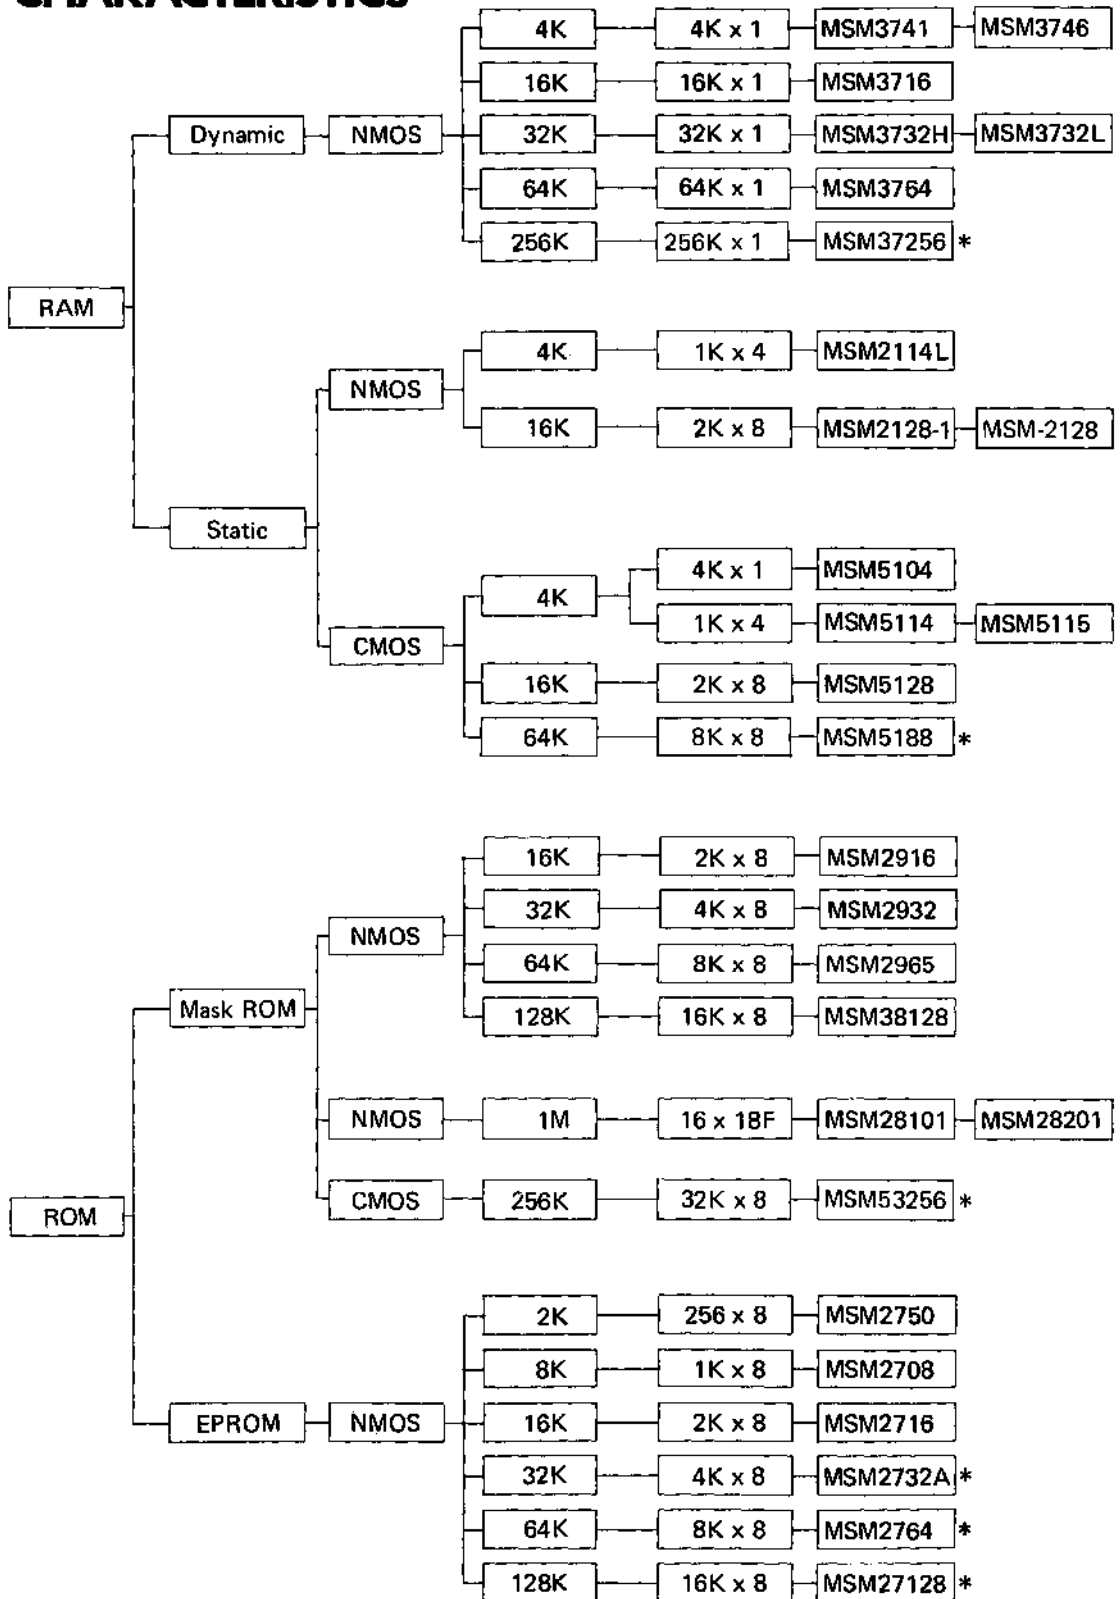 CHARACTERISTICS
4K 4K x 1 MSM3741 MSM3746
16K 16K x 1 MSM3716
Dynamic NMOS 32K 32K x 1 MSM3732H MSM3732L
64K 64K x 1 MSM3764
256K 256K x 1 MSM37256 *
RAM
4K 1K x 4 MSM2114L
NMOS
16K 2K x 8 MSM2128-1 MSM-2128
Static
4K x 1 MSM5104
4K
1K x 4 MSM5114 MSM5115
CMOS
16K 2K x 8 MSM5128
64K 8K x 8 MSM5188 *
16K 2K x 8 MSM2916
32K 4K x 8 MSM2932
NMOS
64K 8K x 8 MSM2965
Mask ROM 128K 16K x 8 MSM38128
NMOS 1M 16 x 18F MSM28101 MSM28201
CMOS 256K 32K x 8 MSM53256 *
ROM
2K 256 x 8 MSM2750
8K 1K x 8 MSM2708
EPROM NMOS 16K 2K x 8 MSM2716
32K 4K x 8 MSM2732A *
64K 8K x 8 MSM2764 *
128K 16K x 8 MSM27128 *